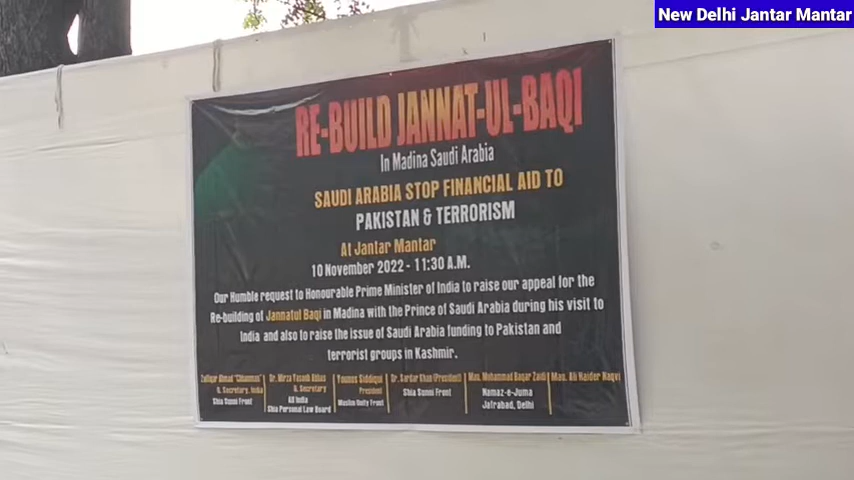 New Delhi Jantar Mantar
RE-BUILD JANNAT-UL-BAQI
In Madina Saudi Arabia
SAUDI ARABIA STOP FINANCIAL AID TO
PAKISTAN & TERRORISM
At Jantar Mantar
10 November 2022 - 11:30 A.M.
Our Humble request to Honourable Prime Minister of India to raise our appeal for the
Re-building of Jannatul Baqi in Madina with the Prince of Saudi Arabia during his visit to
India and also to raise the issue of Saudi Arabia funding to Pakistan and
terrorist groups in Kashmir.
Zulfiqar Ahmad "Chhamman"
G. Secretary, India
Shia Sunni Front
Dr. Mirza Yasoob Abbas
G. Secretary
All India
Shia Personal Law Board
Younus Siddiqui
President
Muslim Unity Front
Dr. Sardar Khan (President)
Shia Sunni Front
Mau. Mohammad Baqar Zaidi
Namaz-e-Juma
Jafrabad, Delhi
Mau. Ali Haider Naqvi